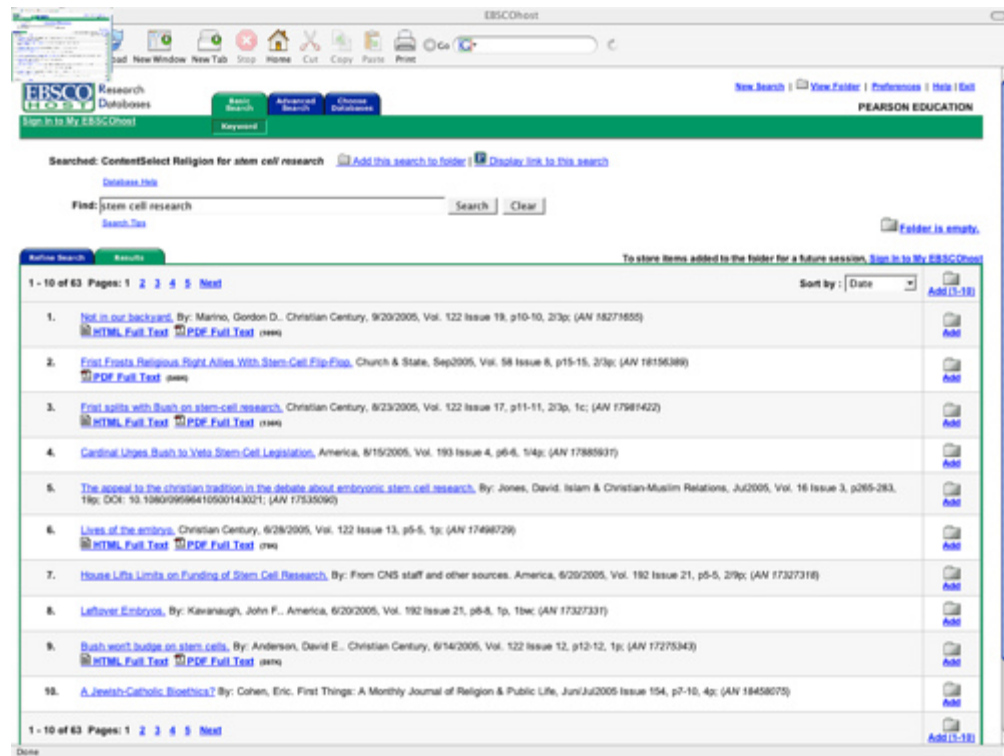 EBSCOhost
New Window New Tab Stop Home Cut Copy Paste Print Go
EBSCO Research
HOST Databases
Basic Search Advanced Search Choose Databases
New Search | View Folder | Preferences | Help | Exit
PEARSON EDUCATION
Sign In to My EBSCOhost
Keyword
Searched: ContentSelect Religion for stem cell research Add this search to folder | Display link to this search
Database Help
Find: stem cell research Search Clear
Search Tips
Folder is empty.
Refine Search Results To store items added to the folder for a future session, Sign In to My EBSCOhost
1 - 10 of 63 Pages: 1 2 3 4 5 Next Sort by : Date Add (1-10)
1. Not in our backyard. By: Marino, Gordon D.. Christian Century, 9/20/2005, Vol. 122 Issue 19, p10-10, 2/3p; (AN 18271655)
HTML Full Text PDF Full Text Add
2. Frist Frosts Religious Right Allies With Stem-Cell Flip-Flop. Church & State, Sep2005, Vol. 58 Issue 8, p15-15, 2/3p; (AN 18156389)
PDF Full Text Add
3. Frist splits with Bush on stem-cell research. Christian Century, 8/23/2005, Vol. 122 Issue 17, p11-11, 2/3p, 1c; (AN 17981422)
HTML Full Text PDF Full Text Add
4. Cardinal Urges Bush to Veto Stem-Cell Legislation. America, 8/15/2005, Vol. 193 Issue 4, p6-6, 1/4p; (AN 17885931)
Add
5. The appeal to the christian tradition in the debate about embryonic stem cell research. By: Jones, David. Islam & Christian-Muslim Relations, Jul2005, Vol. 16 Issue 3, p265-283,
19p; DOI: 10.1080/09596410500143021; (AN 17535090) Add
6. Lives of the embryo. Christian Century, 6/28/2005, Vol. 122 Issue 13, p5-5, 1p; (AN 17498729)
HTML Full Text PDF Full Text Add
7. House Lifts Limits on Funding of Stem Cell Research. By: From CNS staff and other sources. America, 6/20/2005, Vol. 192 Issue 21, p5-5, 2/9p; (AN 17327318)
Add
8. Leftover Embryos. By: Kavanaugh, John F.. America, 6/20/2005, Vol. 192 Issue 21, p8-8, 1p, 1bw; (AN 17327331)
Add
9. Bush won't budge on stem cells. By: Anderson, David E.. Christian Century, 6/14/2005, Vol. 122 Issue 12, p12-12, 1p; (AN 17275343)
HTML Full Text PDF Full Text Add
10. A Jewish-Catholic Bioethics? By: Cohen, Eric. First Things: A Monthly Journal of Religion & Public Life, Jun/Jul2005 Issue 154, p7-10, 4p; (AN 18458075)
Add
1 - 10 of 63 Pages: 1 2 3 4 5 Next Add (1-10)
Done